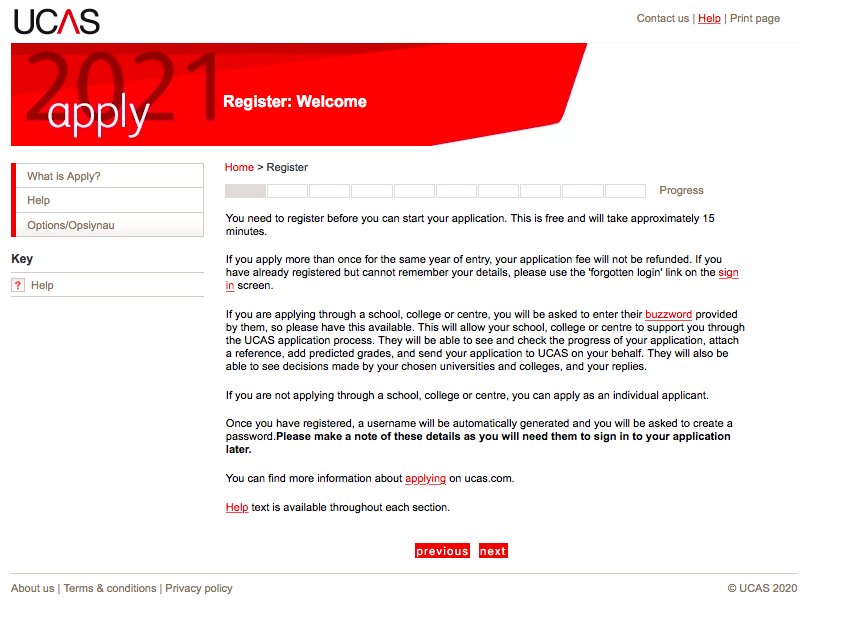 UCAS
Contact us | Help | Print page
2021
apply
Register: Welcome
What is Apply?
Help
Options/Opsiynau
Key
? Help
Home > Register
Progress
You need to register before you can start your application. This is free and will take approximately 15
minutes.
If you apply more than once for the same year of entry, your application fee will not be refunded. If you
have already registered but cannot remember your details, please use the 'forgotten login' link on the sign
in screen.
If you are applying through a school, college or centre, you will be asked to enter their buzzword provided
by them, so please have this available. This will allow your school, college or centre to support you through
the UCAS application process. They will be able to see and check the progress of your application, attach
a reference, add predicted grades, and send your application to UCAS on your behalf. They will also be
able to see decisions made by your chosen universities and colleges, and your replies.
If you are not applying through a school, college or centre, you can apply as an individual applicant.
Once you have registered, a username will be automatically generated and you will be asked to create a
password.Please make a note of these details as you will need them to sign in to your application
later.
You can find more information about applying on ucas.com.
Help text is available throughout each section.
previous next
About us | Terms & conditions | Privacy policy
© UCAS 2020